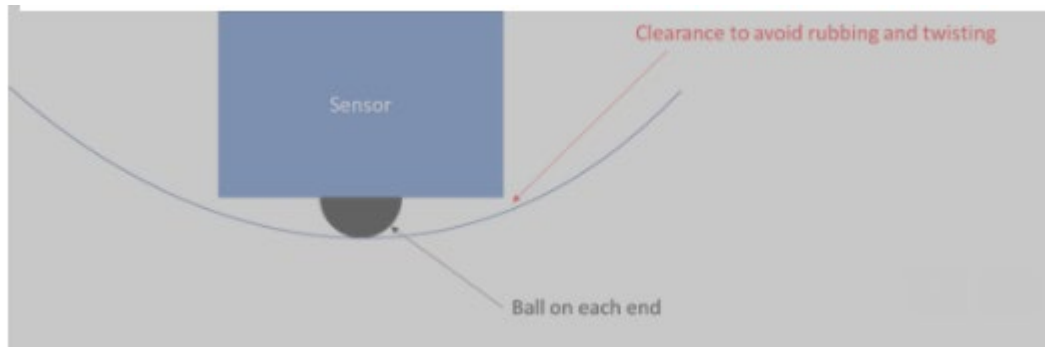 Clearance to avoid rubbing and twisting
Sensor
Ball on each end